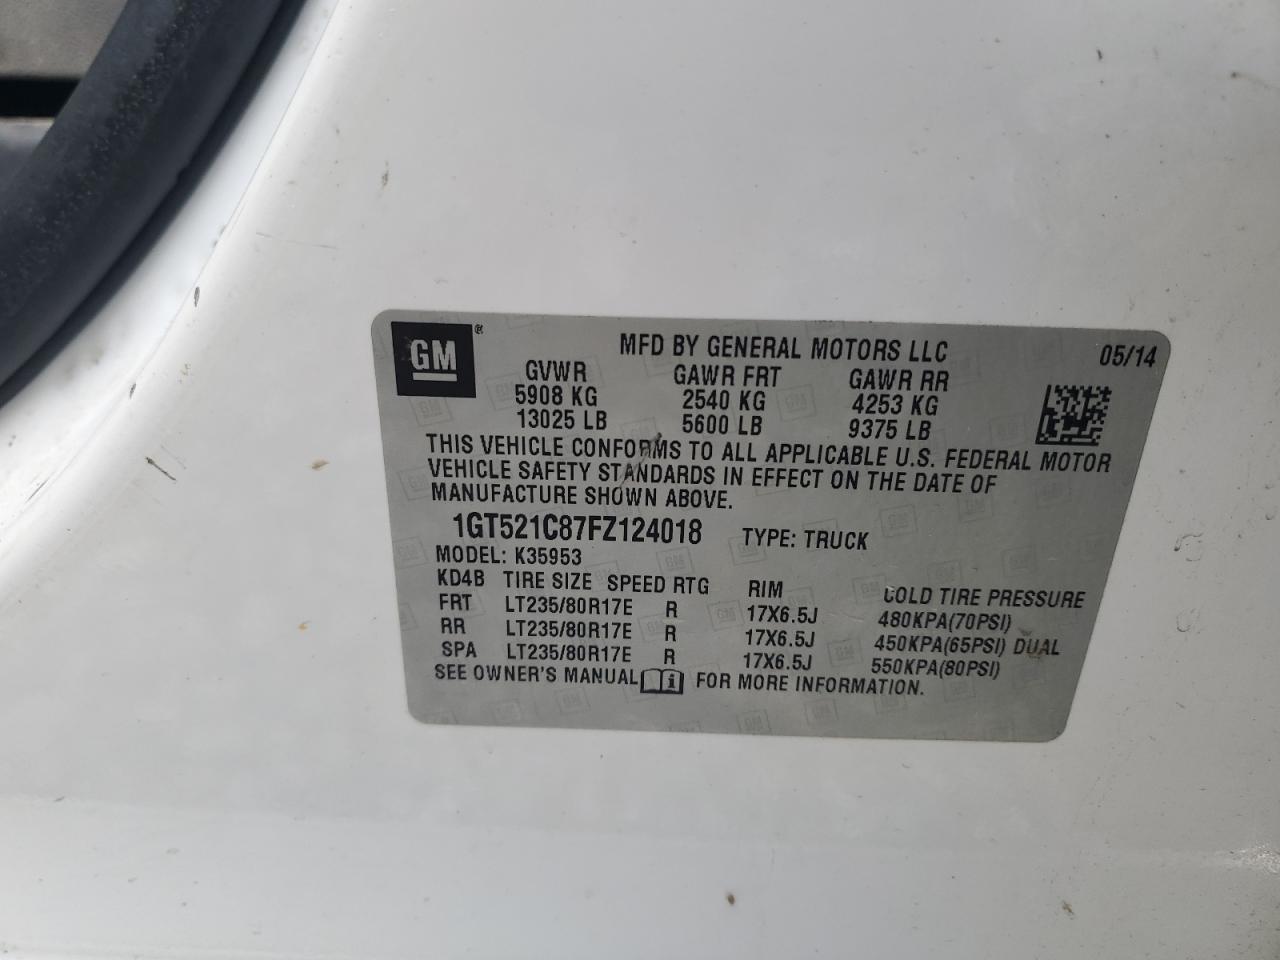 GM®
MFD BY GENERAL MOTORS LLC 05/14
GVWR GAWR FRT GAWR RR
5908 KG 2540 KG 4253 KG
13025 LB 5600 LB 9375 LB
THIS VEHICLE CONFORMS TO ALL APPLICABLE U.S. FEDERAL MOTOR
VEHICLE SAFETY STANDARDS IN EFFECT ON THE DATE OF
MANUFACTURE SHOWN ABOVE.
1GT521C87FZ124018 TYPE: TRUCK
MODEL: K35953
KD4B TIRE SIZE SPEED RTG RIM COLD TIRE PRESSURE
FRT LT235/80R17E R 17X6.5J 480KPA(70PSI)
RR LT235/80R17E R 17X6.5J 450KPA(65PSI) DUAL
SPA LT235/80R17E R 17X6.5J 550KPA(80PSI)
SEE OWNER'S MANUAL i FOR MORE INFORMATION.